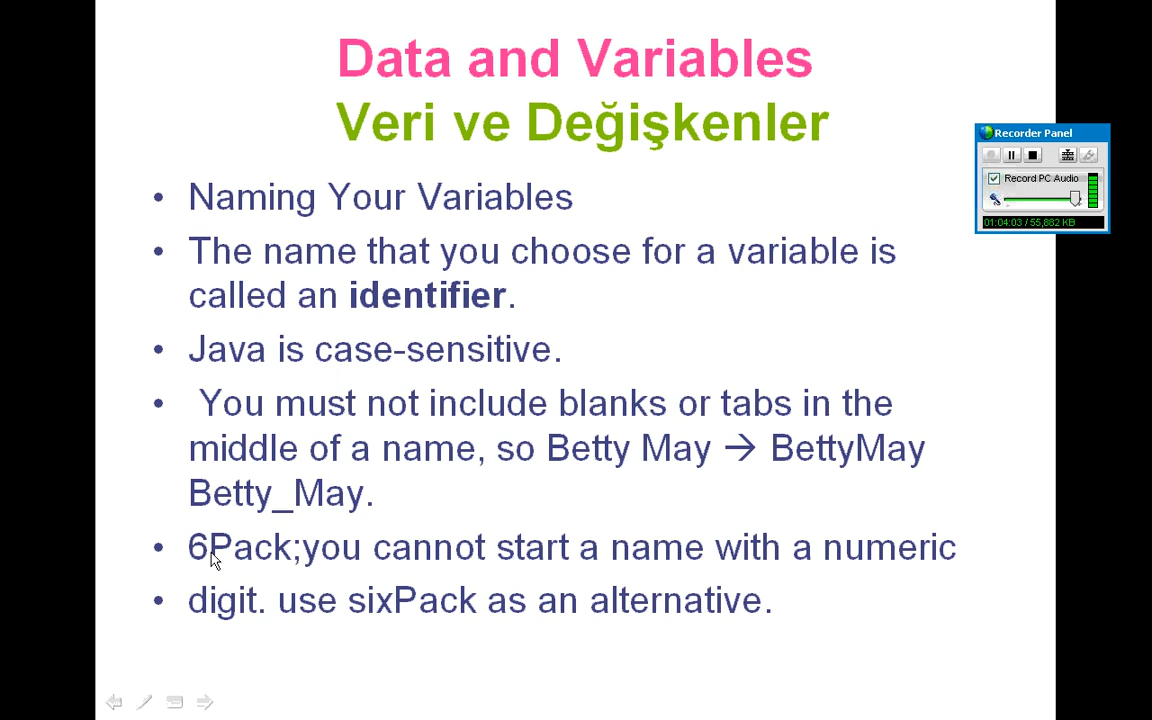 Data and Variables
Veri ve Değişkenler
Recorder Panel
Record PC Audio
01:04:03 / 55,882 KB
• Naming Your Variables
• The name that you choose for a variable is
called an identifier.
• Java is case-sensitive.
• You must not include blanks or tabs in the
middle of a name, so Betty May → BettyMay
Betty_May.
• 6Pack;you cannot start a name with a numeric
• digit. use sixPack as an alternative.